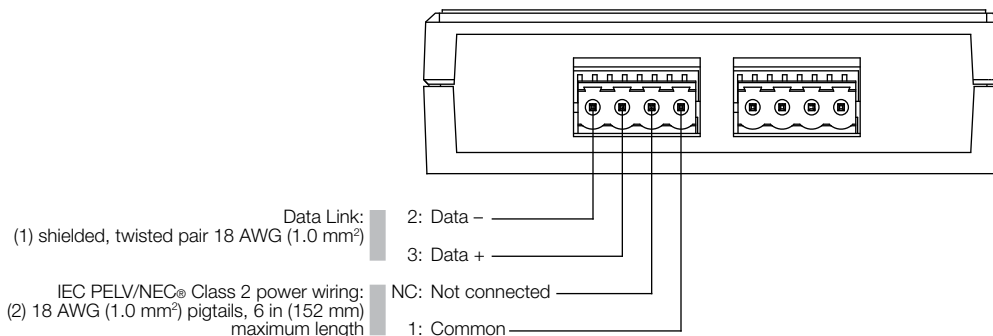 Data Link:
(1) shielded, twisted pair 18 AWG (1.0 mm²)
2: Data –
3: Data +
IEC PELV/NEC® Class 2 power wiring:
(2) 18 AWG (1.0 mm²) pigtails, 6 in (152 mm)
maximum length
NC: Not connected
1: Common